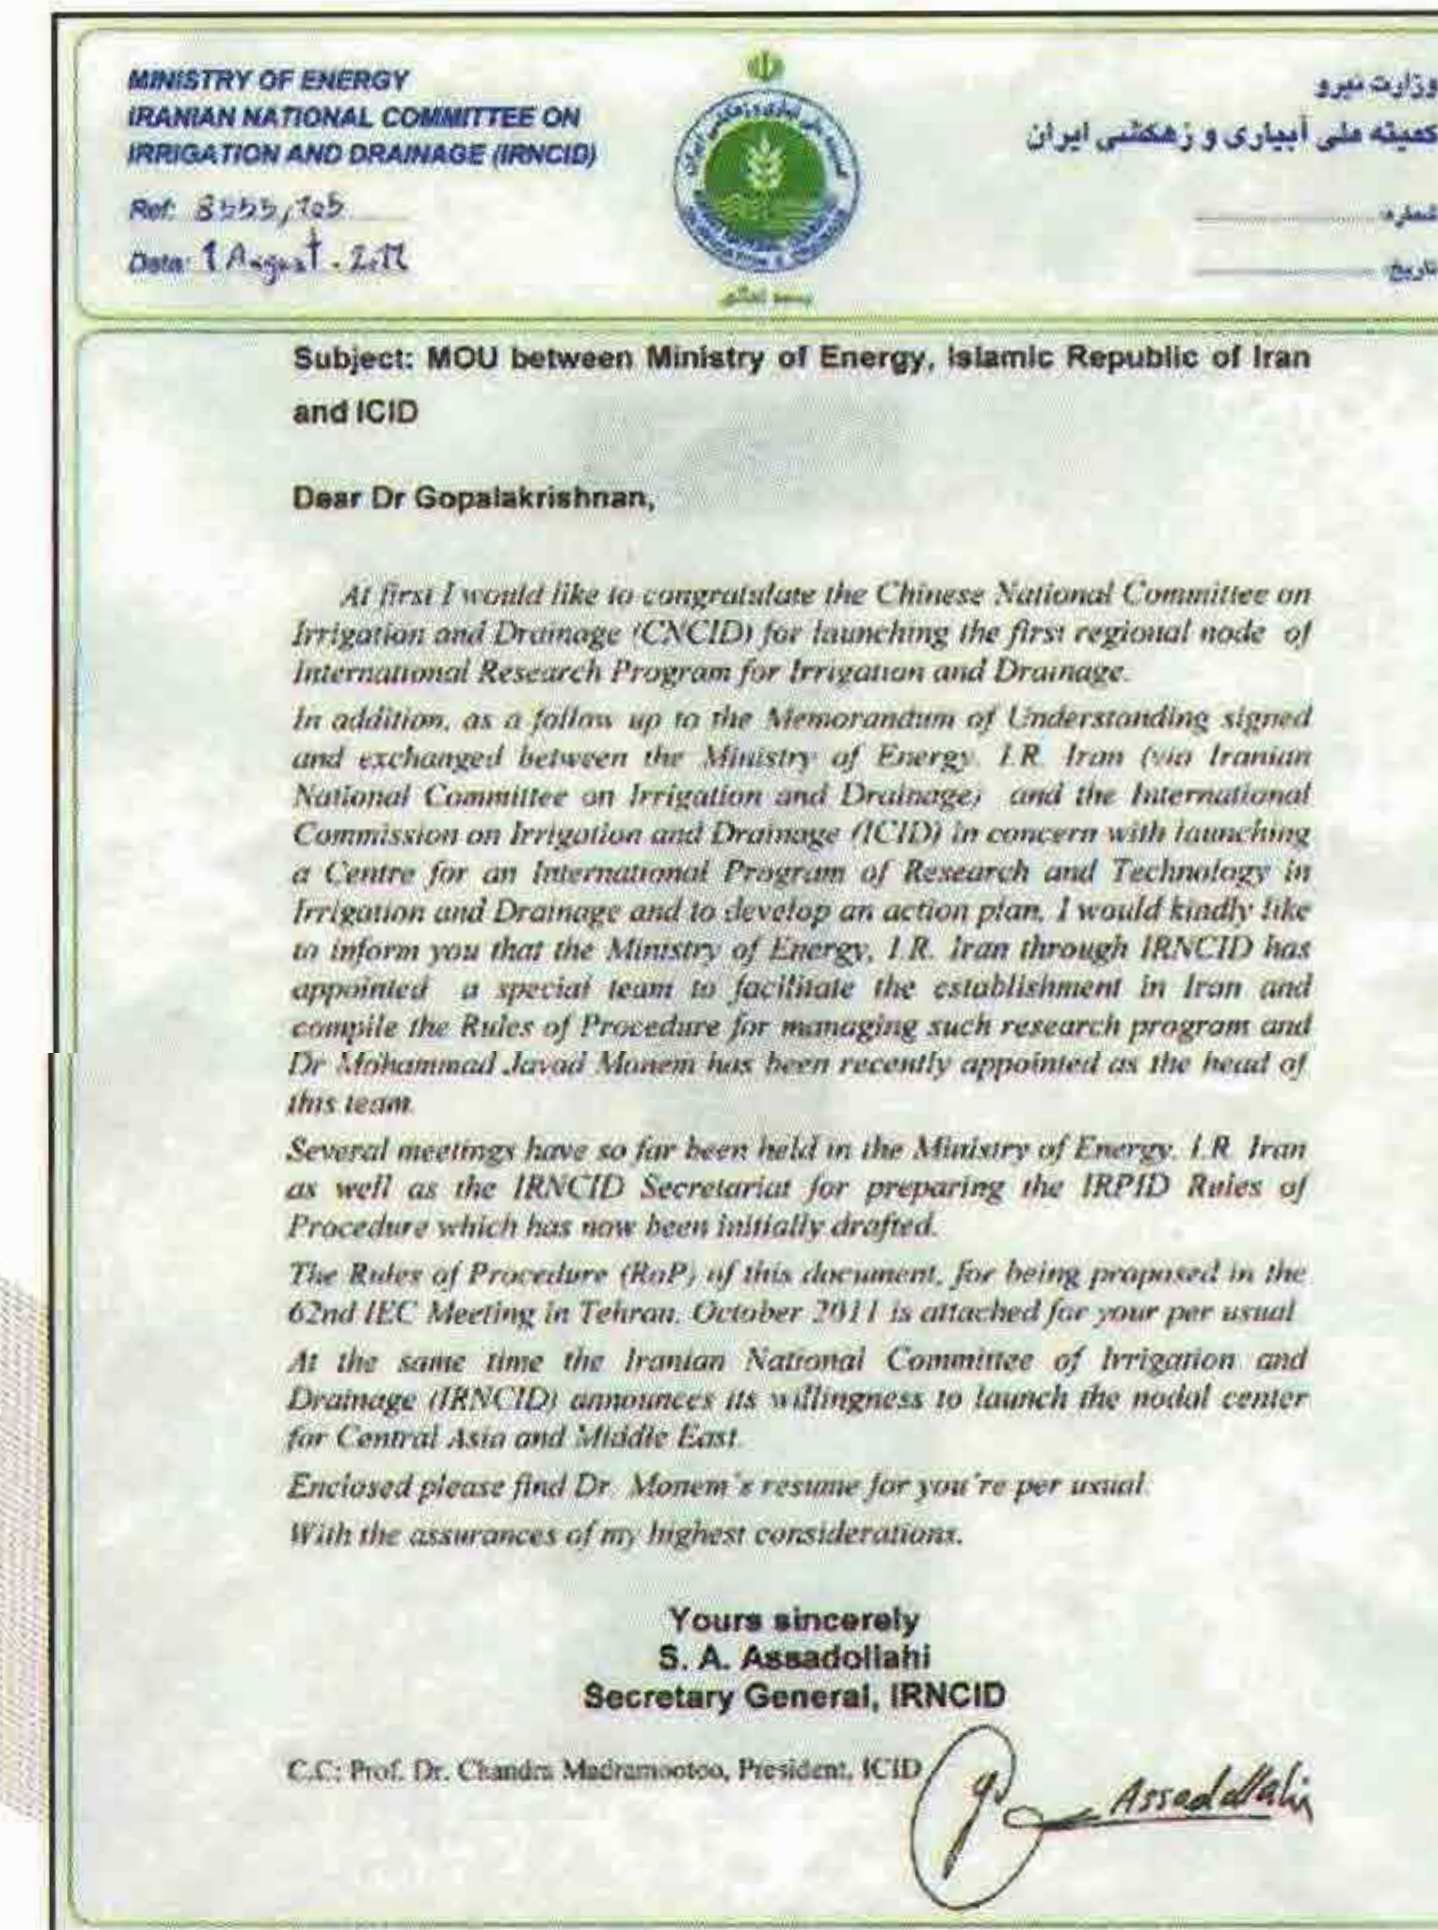 MINISTRY OF ENERGY
IRANIAN NATIONAL COMMITTEE ON
IRRIGATION AND DRAINAGE (IRNCID)
Ref:
Date: 1 August - 2011
وزارت نیرو
کمیته ملی آبیاری و زهکشی ایران
شماره:
تاریخ:
Subject: MOU between Ministry of Energy, Islamic Republic of Iran
and ICID
Dear Dr Gopalakrishnan,
At first I would like to congratulate the Chinese National Committee on
Irrigation and Drainage (CNCID) for launching the first regional node of
International Research Program for Irrigation and Drainage.
In addition, as a follow up to the Memorandum of Understanding signed
and exchanged between the Ministry of Energy, I.R. Iran (via Iranian
National Committee on Irrigation and Drainage) and the International
Commission on Irrigation and Drainage (ICID) in concern with launching
a Centre for an International Program of Research and Technology in
Irrigation and Drainage and to develop an action plan, I would kindly like
to inform you that the Ministry of Energy, I.R. Iran through IRNCID has
appointed a special team to facilitate the establishment in Iran and
compile the Rules of Procedure for managing such research program and
Dr Mohammad Javad Monem has been recently appointed as the head of
this team.
Several meetings have so far been held in the Ministry of Energy, I.R. Iran
as well as the IRNCID Secretariat for preparing the IRPID Rules of
Procedure which has now been initially drafted.
The Rules of Procedure (RoP) of this document, for being proposed in the
62nd IEC Meeting in Tehran, October 2011 is attached for your per usual.
At the same time the Iranian National Committee of Irrigation and
Drainage (IRNCID) announces its willingness to launch the nodal center
for Central Asia and Middle East.
Enclosed please find Dr. Monem's resume for you're per usual.
With the assurances of my highest considerations.
Yours sincerely
S. A. Assadollahi
Secretary General, IRNCID
C.C: Prof. Dr. Chandra Madramootoo, President, ICID
Assadollahi